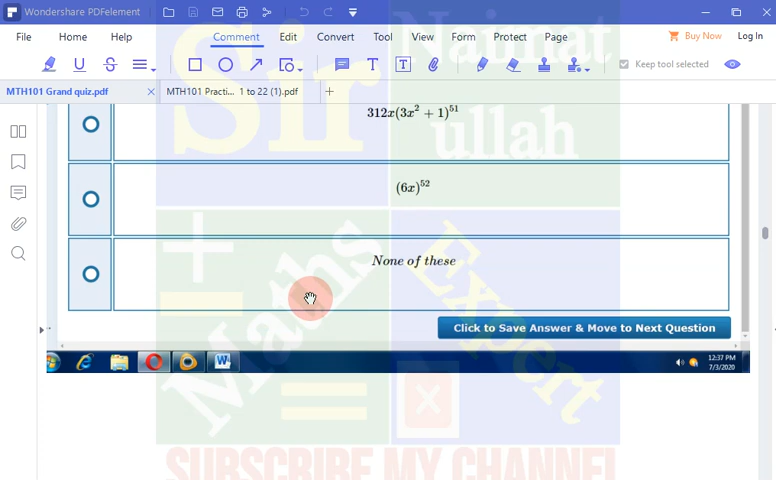 Wondershare PDFelement
File Home Help Comment Edit Convert Tool View Form Protect Page Buy Now Log In
Keep tool selected
MTH101 Grand quiz.pdf MTH101 Practi... 1 to 22 (1).pdf
312x(3x² + 1)⁵¹
(6x)⁵²
None of these
Click to Save Answer & Move to Next Question
12:37 PM
7/3/2020
Sir
Naimat
ullah
Maths
Expert
SUBSCRIBE MY CHANNEL